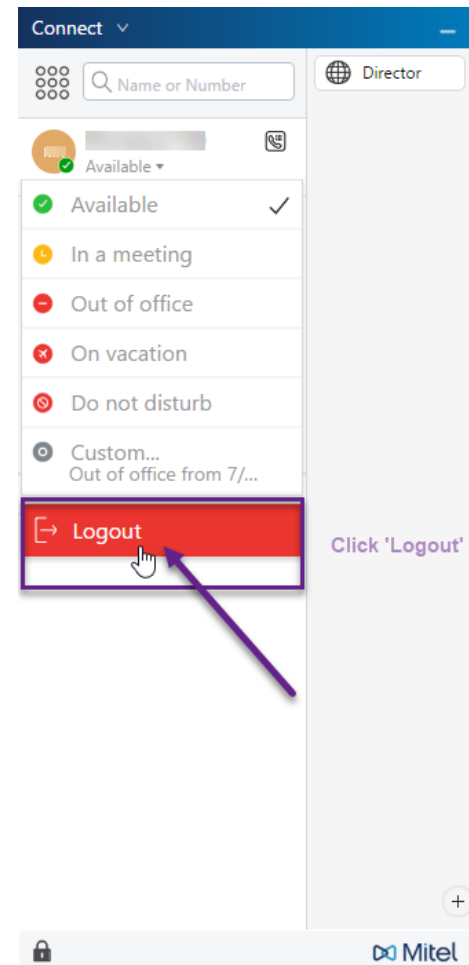 Connect
Name or Number
Director
Available
Available
In a meeting
Out of office
On vacation
Do not disturb
Custom...
Out of office from 7/...
Logout
Click 'Logout'
Mitel